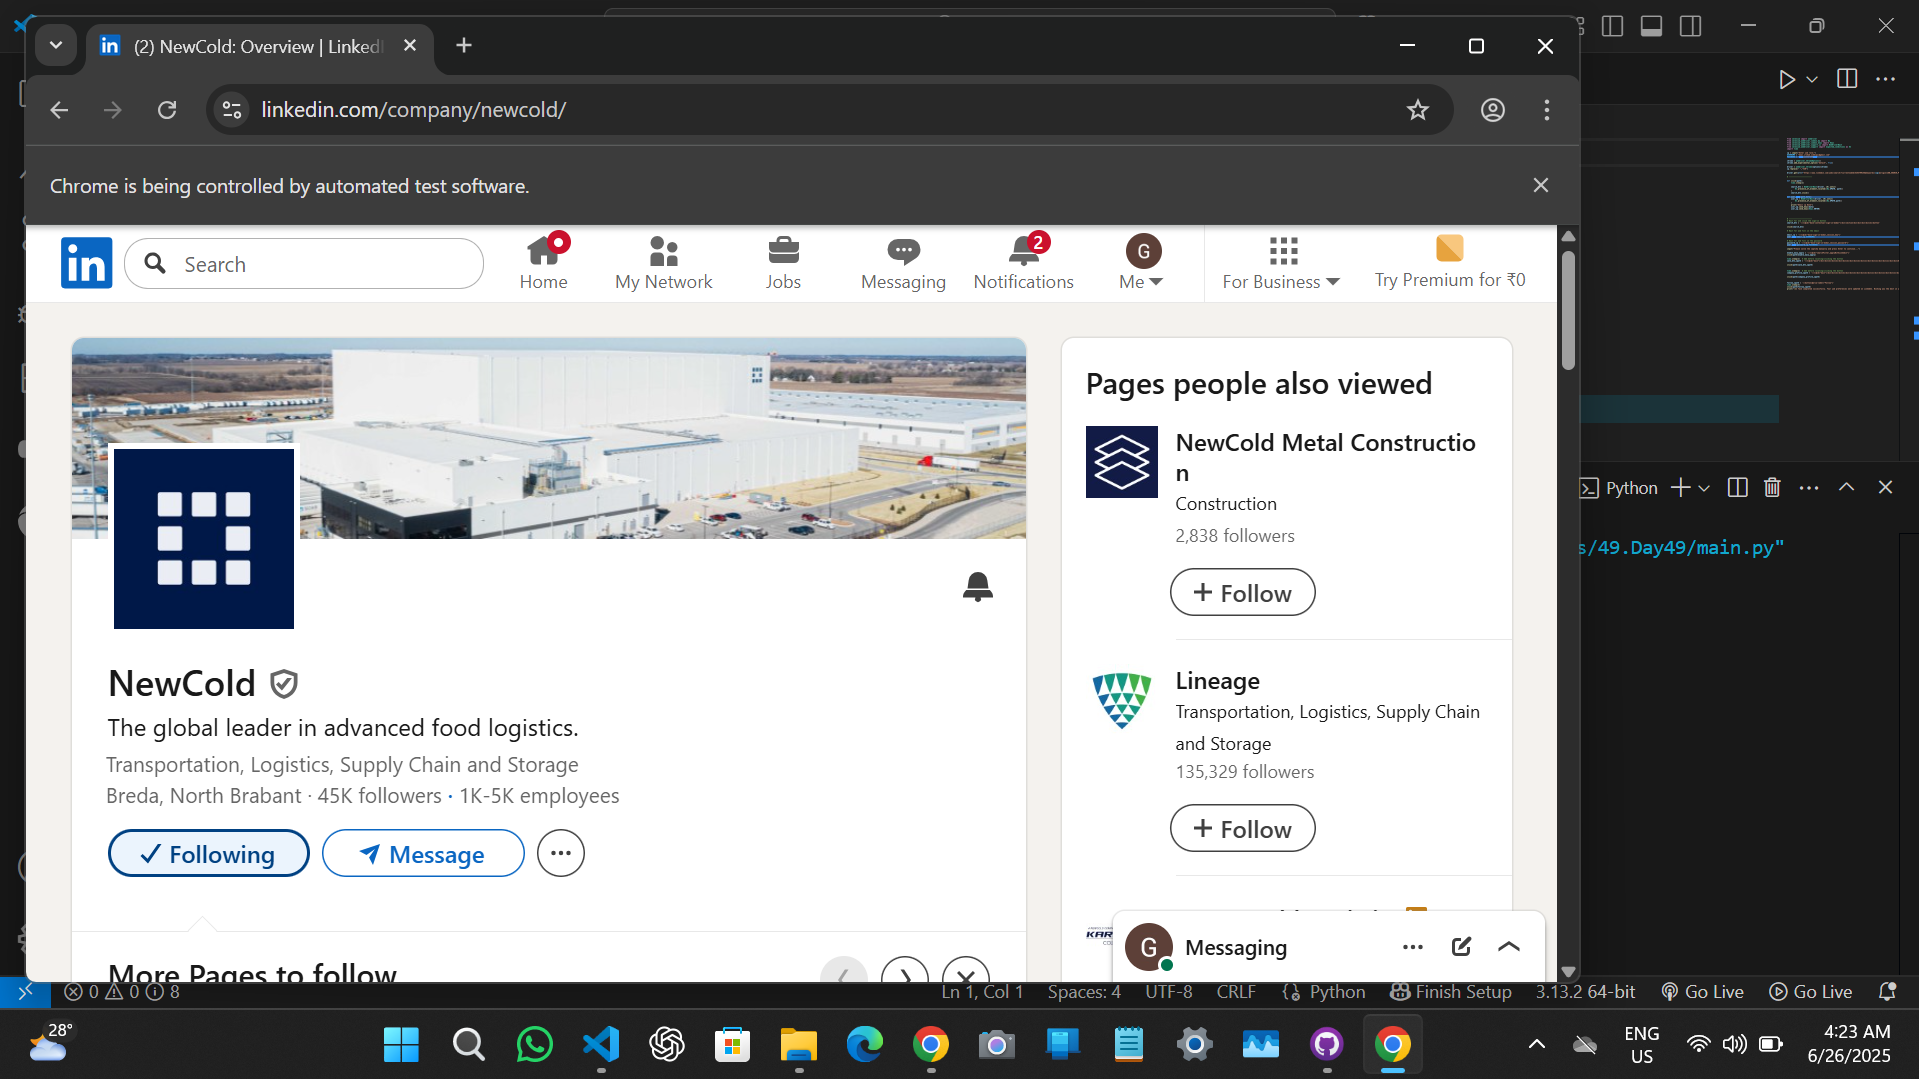 (2) NewCold: Overview | LinkedI
linkedin.com/company/newcold/
Chrome is being controlled by automated test software.
in
Search
Home
My Network
Jobs
Messaging
2
Notifications
G
Me
For Business
Try Premium for ₹0
NewCold
The global leader in advanced food logistics.
Transportation, Logistics, Supply Chain and Storage
Breda, North Brabant · 45K followers · 1K-5K employees
Following
Message
More Pages to follow
Pages people also viewed
NewCold Metal Constructio
n
Construction
2,838 followers
+ Follow
Lineage
Transportation, Logistics, Supply Chain
and Storage
135,329 followers
+ Follow
G
Messaging
Python
s/49.Day49/main.py"
0 0 8
Ln 1, Col 1
Spaces: 4
UTF-8
CRLF
Python
Finish Setup
3.13.2 64-bit
Go Live
Go Live
28°
ENG
US
4:23 AM
6/26/2025